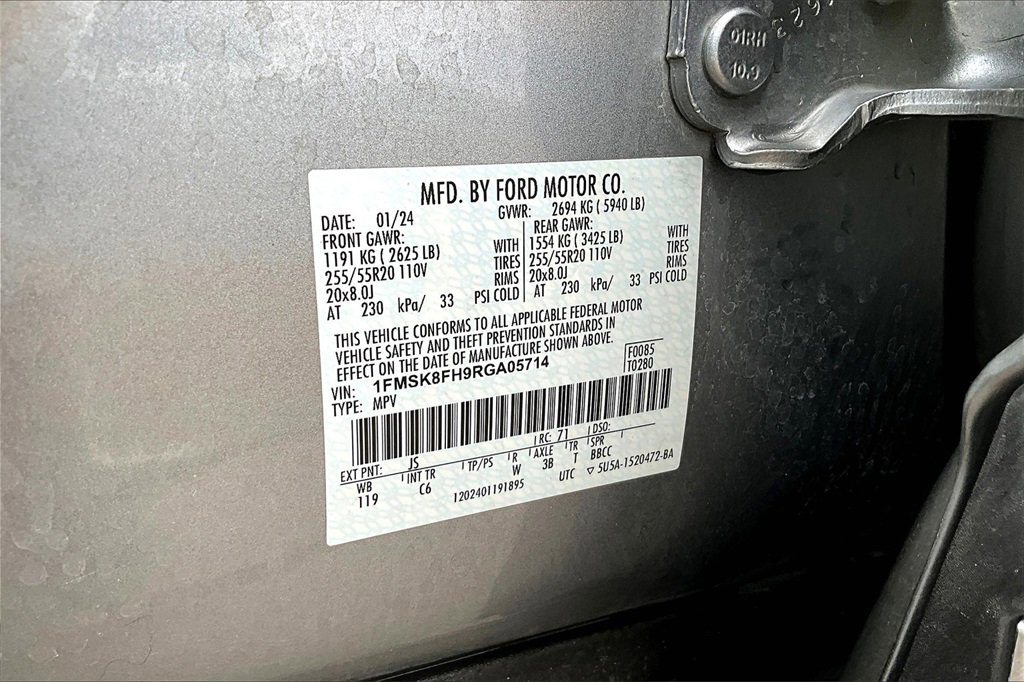 01RH
10.9
MFD. BY FORD MOTOR CO.
DATE: 01/24 GVWR: 2694 KG ( 5940 LB)
FRONT GAWR: REAR GAWR:
1191 KG ( 2625 LB) WITH 1554 KG ( 3425 LB) WITH
255/55R20 110V TIRES 255/55R20 110V TIRES
20x8.0J RIMS 20x8.0J RIMS
AT 230 kPa/ 33 PSI COLD AT 230 kPa/ 33 PSI COLD
THIS VEHICLE CONFORMS TO ALL APPLICABLE FEDERAL MOTOR
VEHICLE SAFETY AND THEFT PREVENTION STANDARDS IN
EFFECT ON THE DATE OF MANUFACTURE SHOWN ABOVE.
F0085
T0280
VIN: 1FMSK8FH9RGA05714
TYPE: MPV
RC: 71 DSO:
EXT PNT: JS
WB INT TR TP/PS R AXLE TR SPR
119 C6 W 3B T BBCC
1202401191895 UTC ▽ 5U5A-1520472-BA